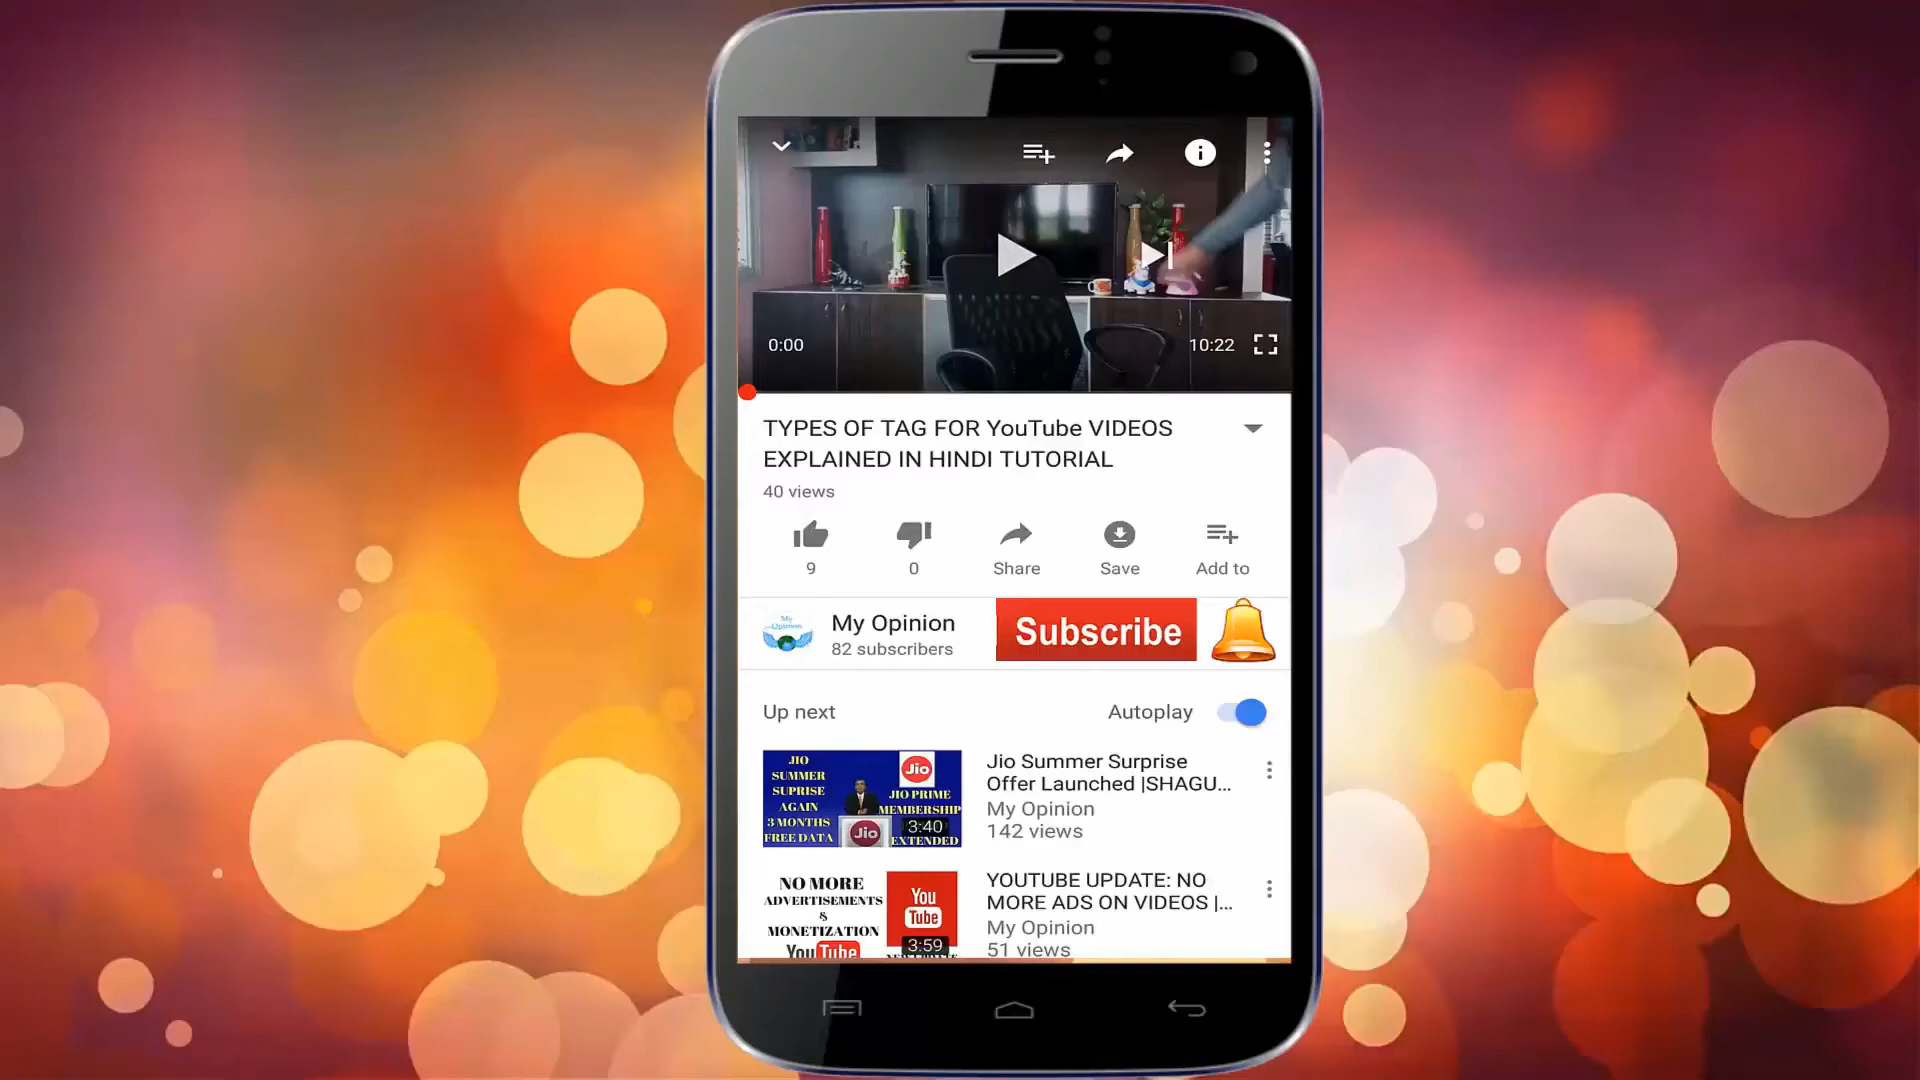 0:00
10:22
TYPES OF TAG FOR YouTube VIDEOS
EXPLAINED IN HINDI TUTORIAL
40 views
9
0
Share
Save
Add to
My
Opinion
My Opinion
82 subscribers
Subscribe
Up next
Autoplay
JIO
SUMMER
SUPRISE
AGAIN
3 MONTHS
FREE DATA
Jio
JIO PRIME
MEMBERSHIP
3:40
Jio
EXTENDED
Jio Summer Surprise
Offer Launched |SHAGU...
My Opinion
142 views
NO MORE
ADVERTISEMENTS
&
MONETIZATION
YouTube
You
Tube
3:59
YOUTUBE UPDATE: NO
MORE ADS ON VIDEOS |...
My Opinion
51 views